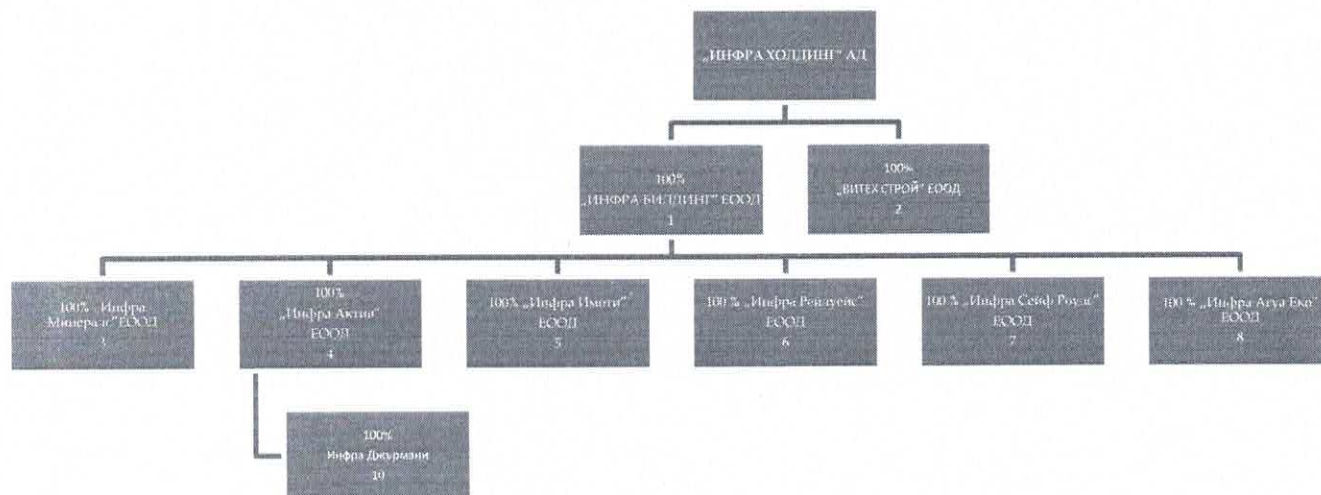 „ИНФРА ХОЛДИНГ“ АД
100%
„ИНФРА БИЛДИНГ“ ЕООД
1
100%
„ВИТЕХ СТРОЙ“ ЕООД
2
100% „Инфра
Минералс“ ЕООД
3
100%
„Инфра Актив“
ЕООД
4
100 % „Инфра Имоти“
ЕООД
5
100 % „Инфра Рейлуейс“
ЕООД
6
100 % „Инфра Сейф Роудс“
ЕООД
7
100 % „Инфра Агуа Еко“
ЕООД
8
100%
Инфра Джърмани
10